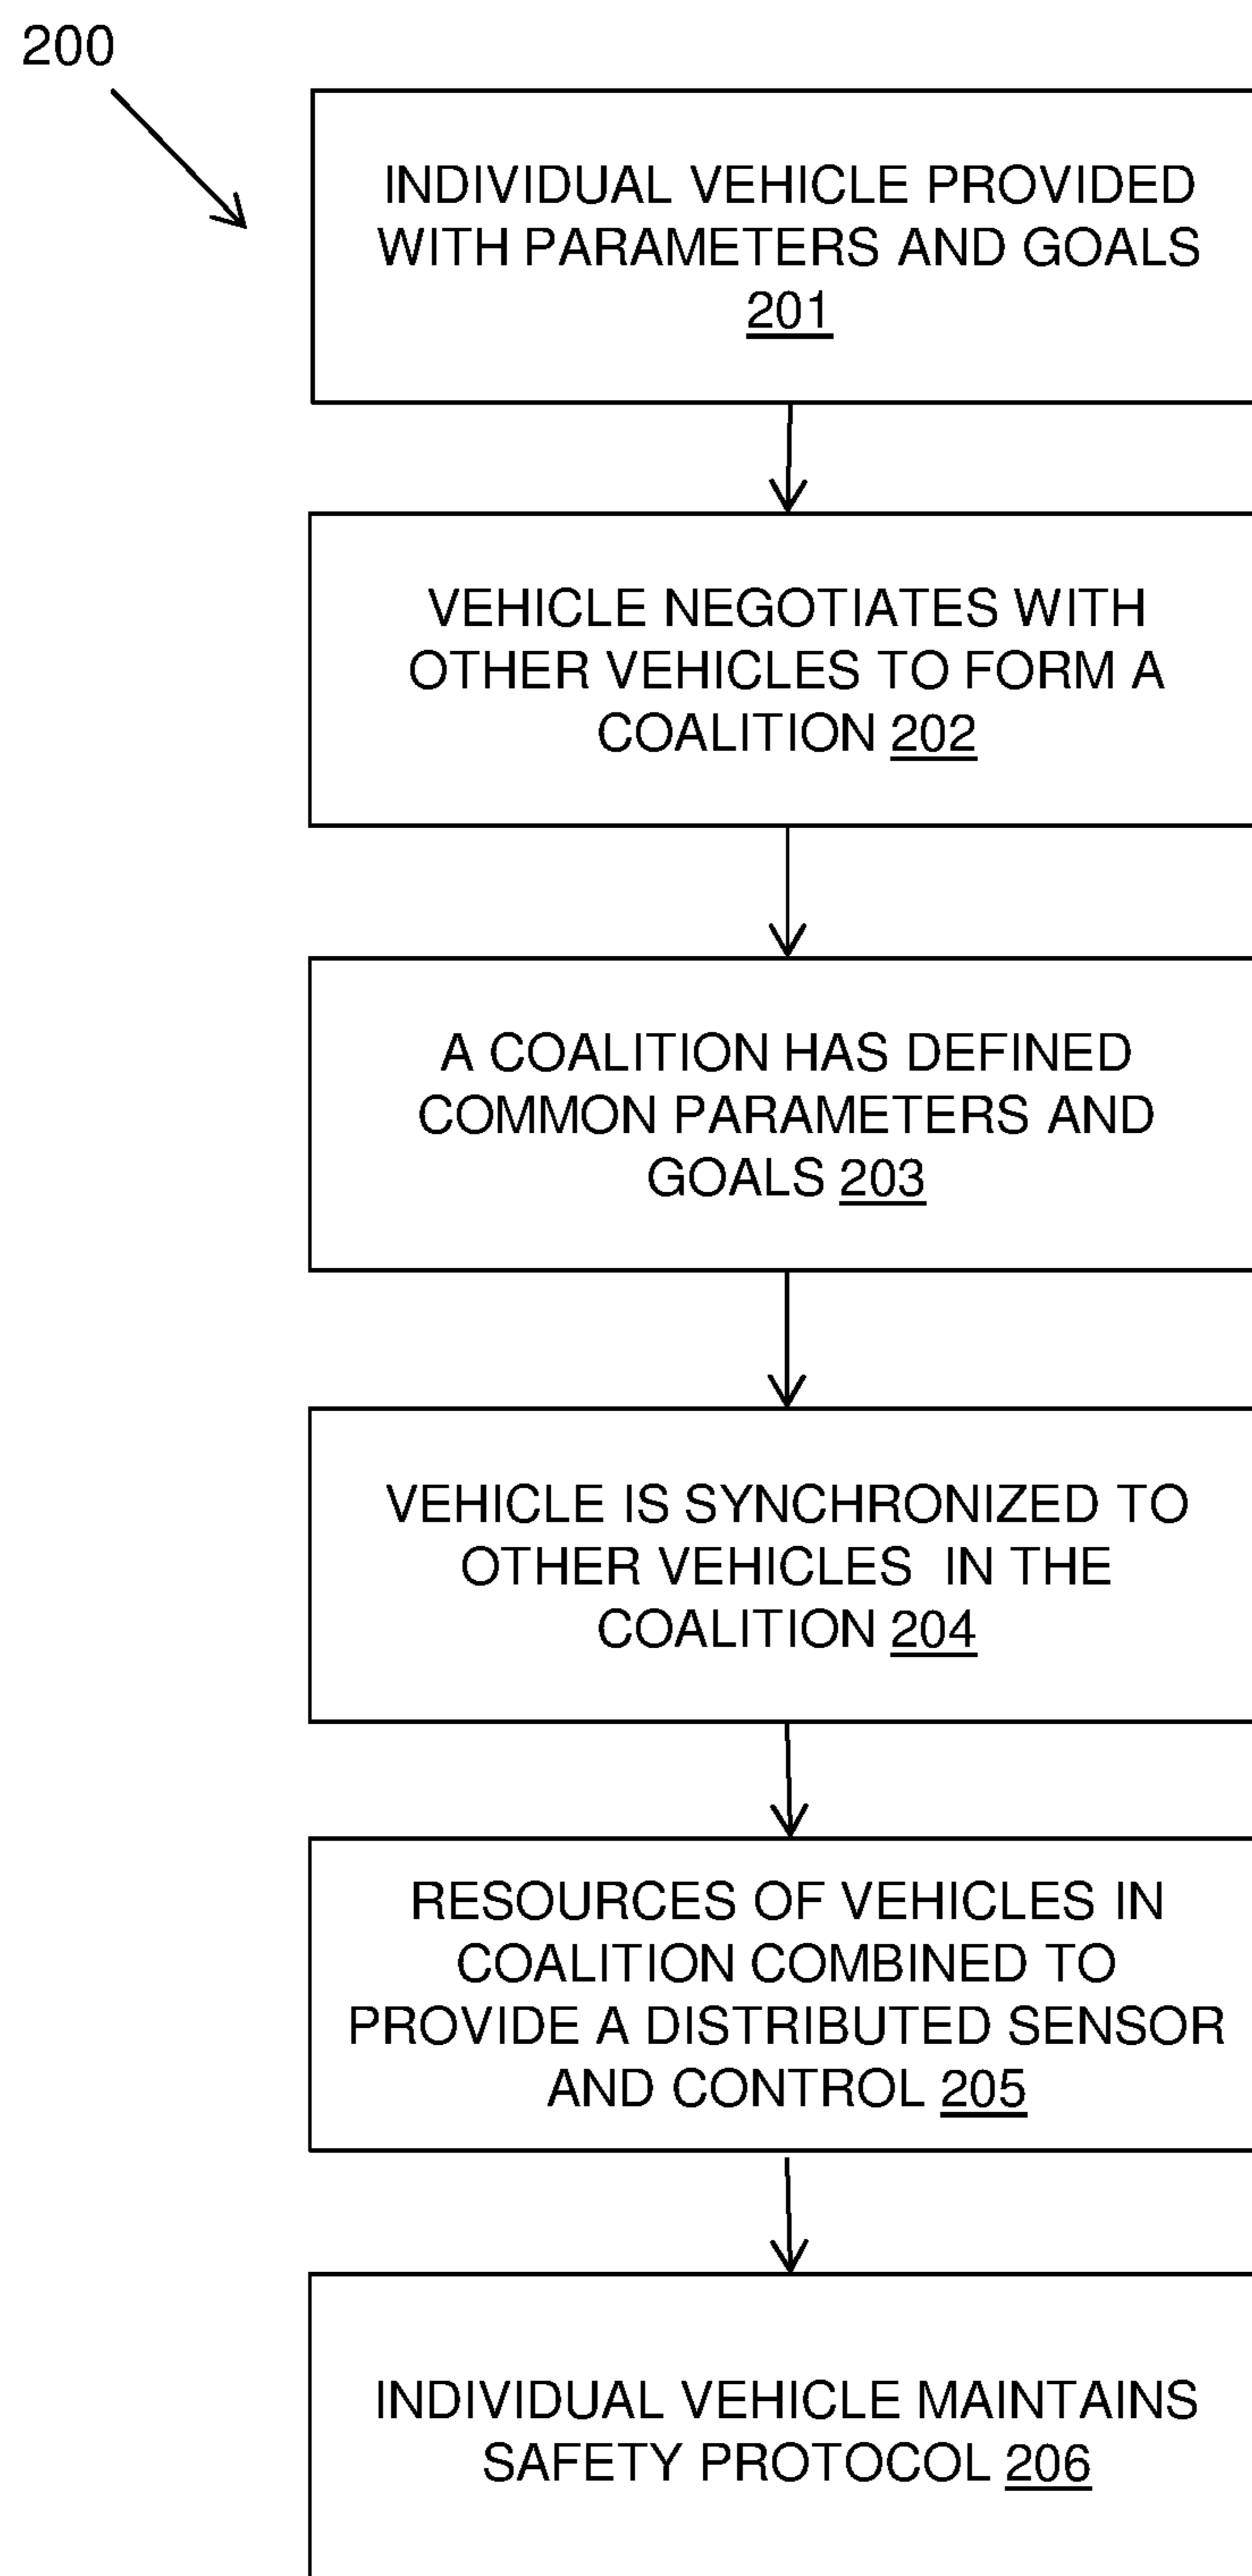 200
INDIVIDUAL VEHICLE PROVIDED
WITH PARAMETERS AND GOALS
201
VEHICLE NEGOTIATES WITH
OTHER VEHICLES TO FORM A
COALITION 202
A COALITION HAS DEFINED
COMMON PARAMETERS AND
GOALS 203
VEHICLE IS SYNCHRONIZED TO
OTHER VEHICLES IN THE
COALITION 204
RESOURCES OF VEHICLES IN
COALITION COMBINED TO
PROVIDE A DISTRIBUTED SENSOR
AND CONTROL 205
INDIVIDUAL VEHICLE MAINTAINS
SAFETY PROTOCOL 206